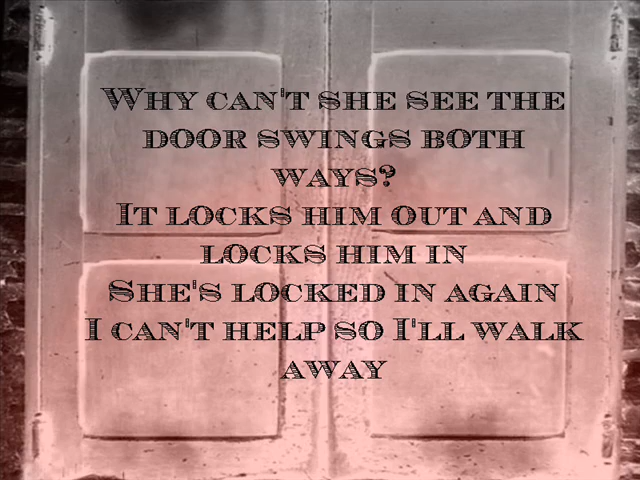 Why can't she see the
door swings both
ways?
It locks him out and
locks him in
She's locked in again
I can't help so I'll walk
away